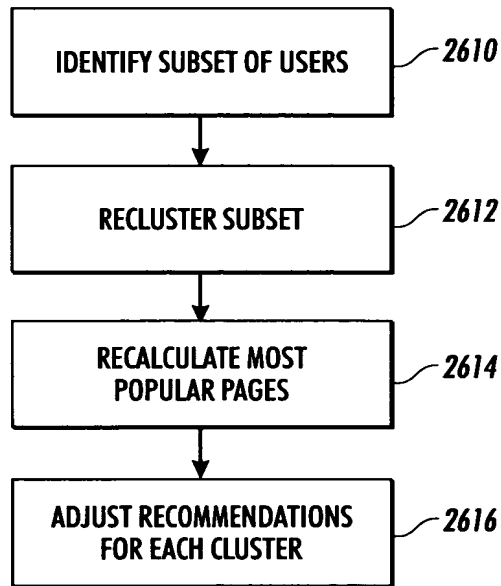 IDENTIFY SUBSET OF USERS
2610
RECLUSTER SUBSET
2612
RECALCULATE MOST
POPULAR PAGES
2614
ADJUST RECOMMENDATIONS
FOR EACH CLUSTER
2616